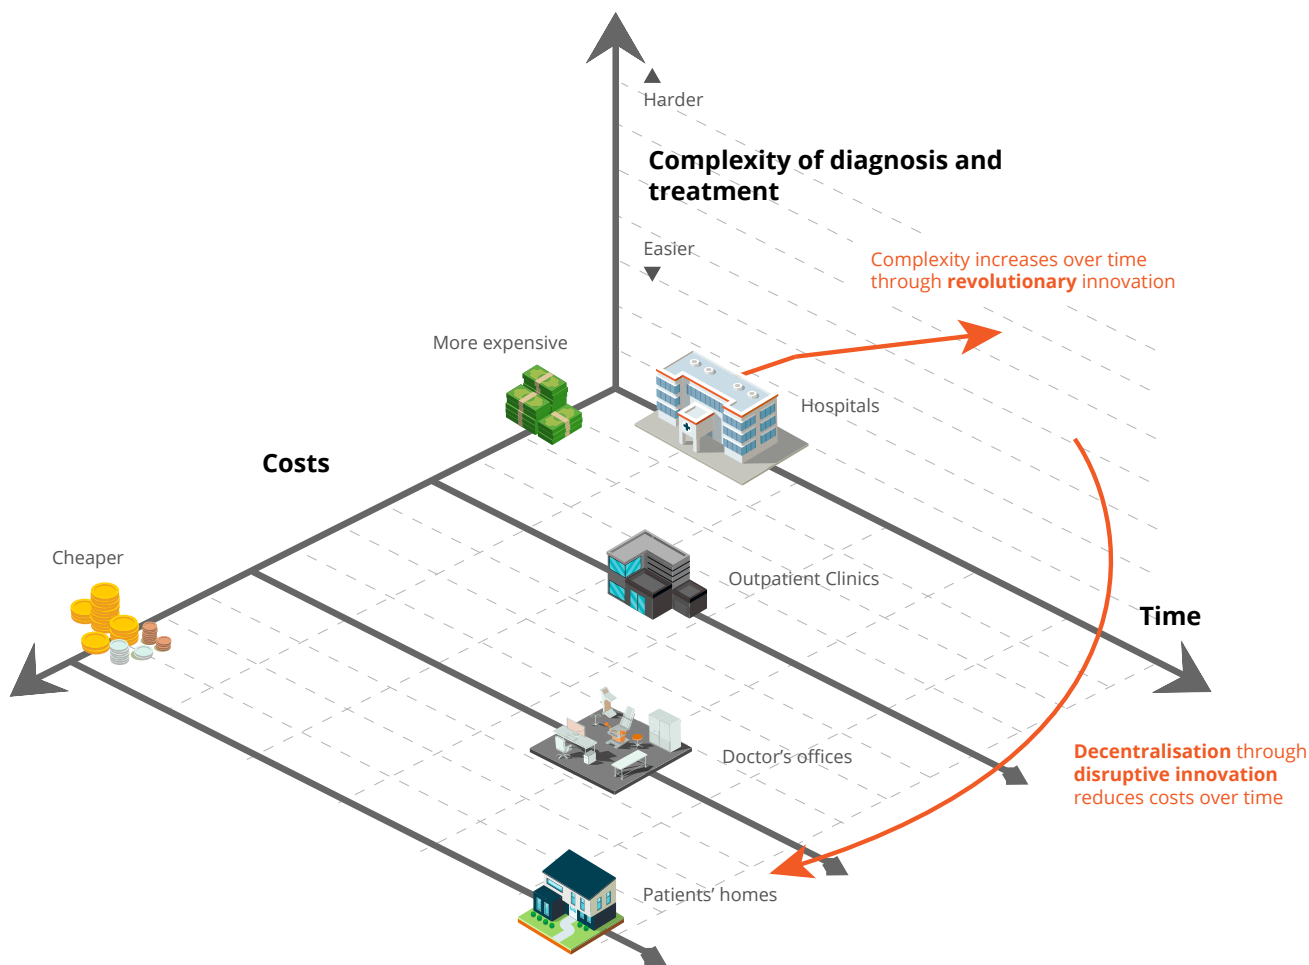 Harder
Complexity of diagnosis and
treatment
Easier
Complexity increases over time
through revolutionary innovation
More expensive
Hospitals
Costs
Cheaper
Outpatient Clinics
Time
Doctor’s offices
Decentralisation through
disruptive innovation
reduces costs over time
Patients’ homes